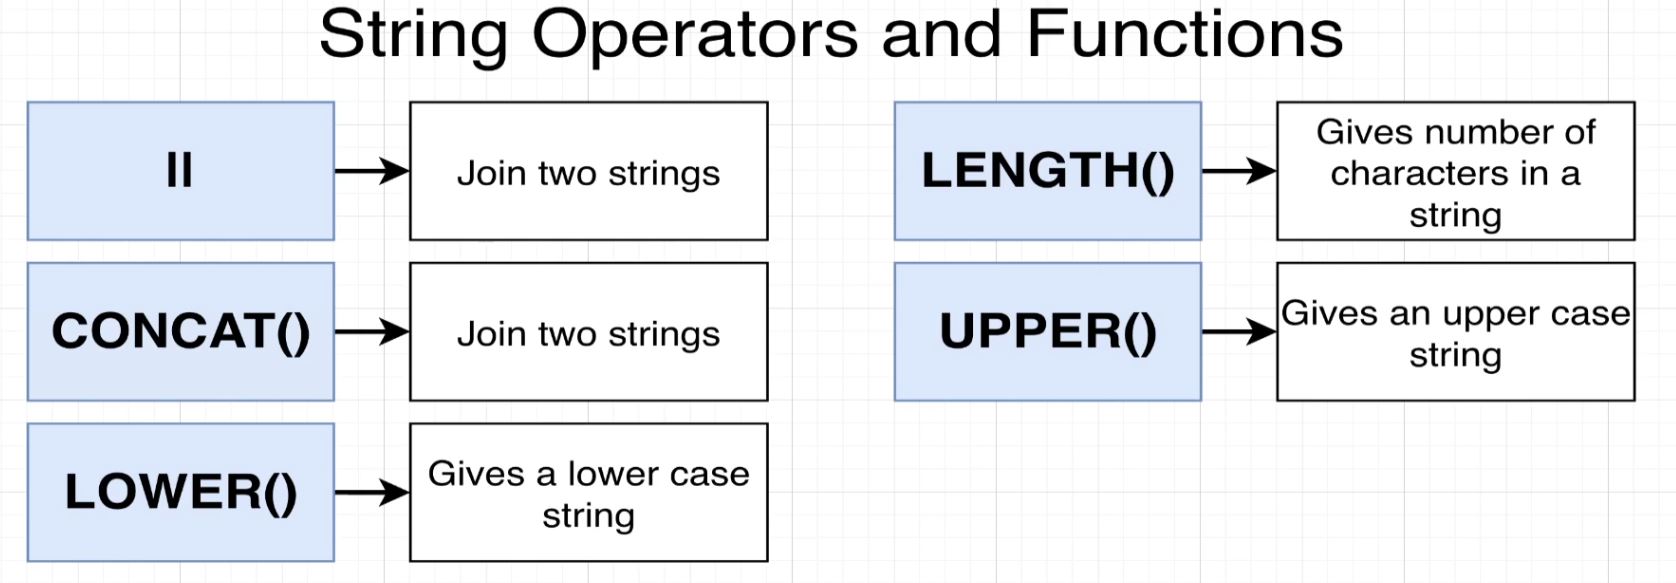 String Operators and Functions
||
Join two strings
CONCAT()
Join two strings
LOWER()
Gives a lower case
string
LENGTH()
Gives number of
characters in a
string
UPPER()
Gives an upper case
string